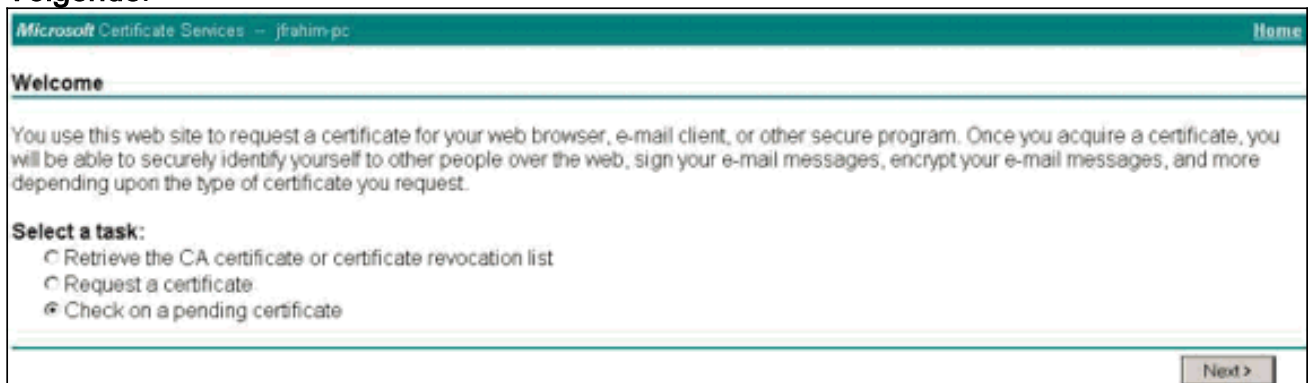 Microsoft Certificate Services -- jfrahim-pc Home
Welcome
You use this web site to request a certificate for your web browser, e-mail client, or other secure program. Once you acquire a certificate, you
will be able to securely identify yourself to other people over the web, sign your e-mail messages, encrypt your e-mail messages, and more
depending upon the type of certificate you request.
Select a task:
Retrieve the CA certificate or certificate revocation list
Request a certificate
Check on a pending certificate
Next >